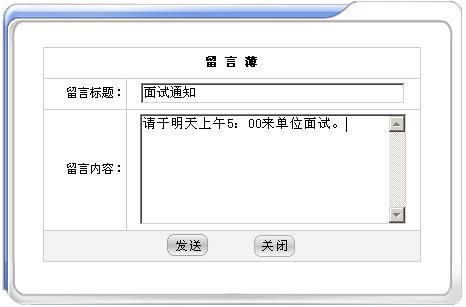 留 言 薄
留言标题：
面试通知
留言内容：
请于明天上午5：00来单位面试。
发送
关闭